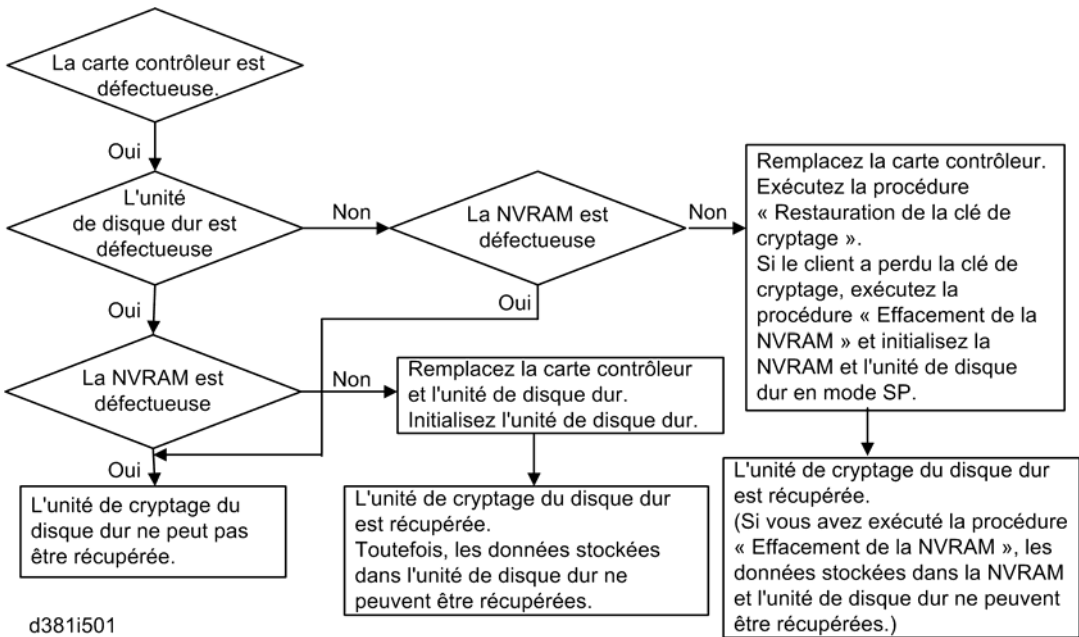 La carte contrôleur est
défectueuse.
Oui
L'unité
de disque dur est
défectueuse
Non
La NVRAM est
défectueuse
Non
Remplacez la carte contrôleur.
Exécutez la procédure
« Restauration de la clé de
cryptage ».
Si le client a perdu la clé de
cryptage, exécutez la
procédure « Effacement de la
NVRAM » et initialisez la
NVRAM et l'unité de disque
dur en mode SP.
Oui
Oui
La NVRAM est
défectueuse
Non
Remplacez la carte contrôleur
et l'unité de disque dur.
Initialisez l'unité de disque dur.
Oui
L'unité de cryptage du
disque dur ne peut pas
être récupérée.
L'unité de cryptage du disque dur
est récupérée.
Toutefois, les données stockées
dans l'unité de disque dur ne
peuvent être récupérées.
L'unité de cryptage du disque dur
est récupérée.
(Si vous avez exécuté la procédure
« Effacement de la NVRAM », les
données stockées dans la NVRAM
et l'unité de disque dur ne peuvent
être récupérées.)
d381i501